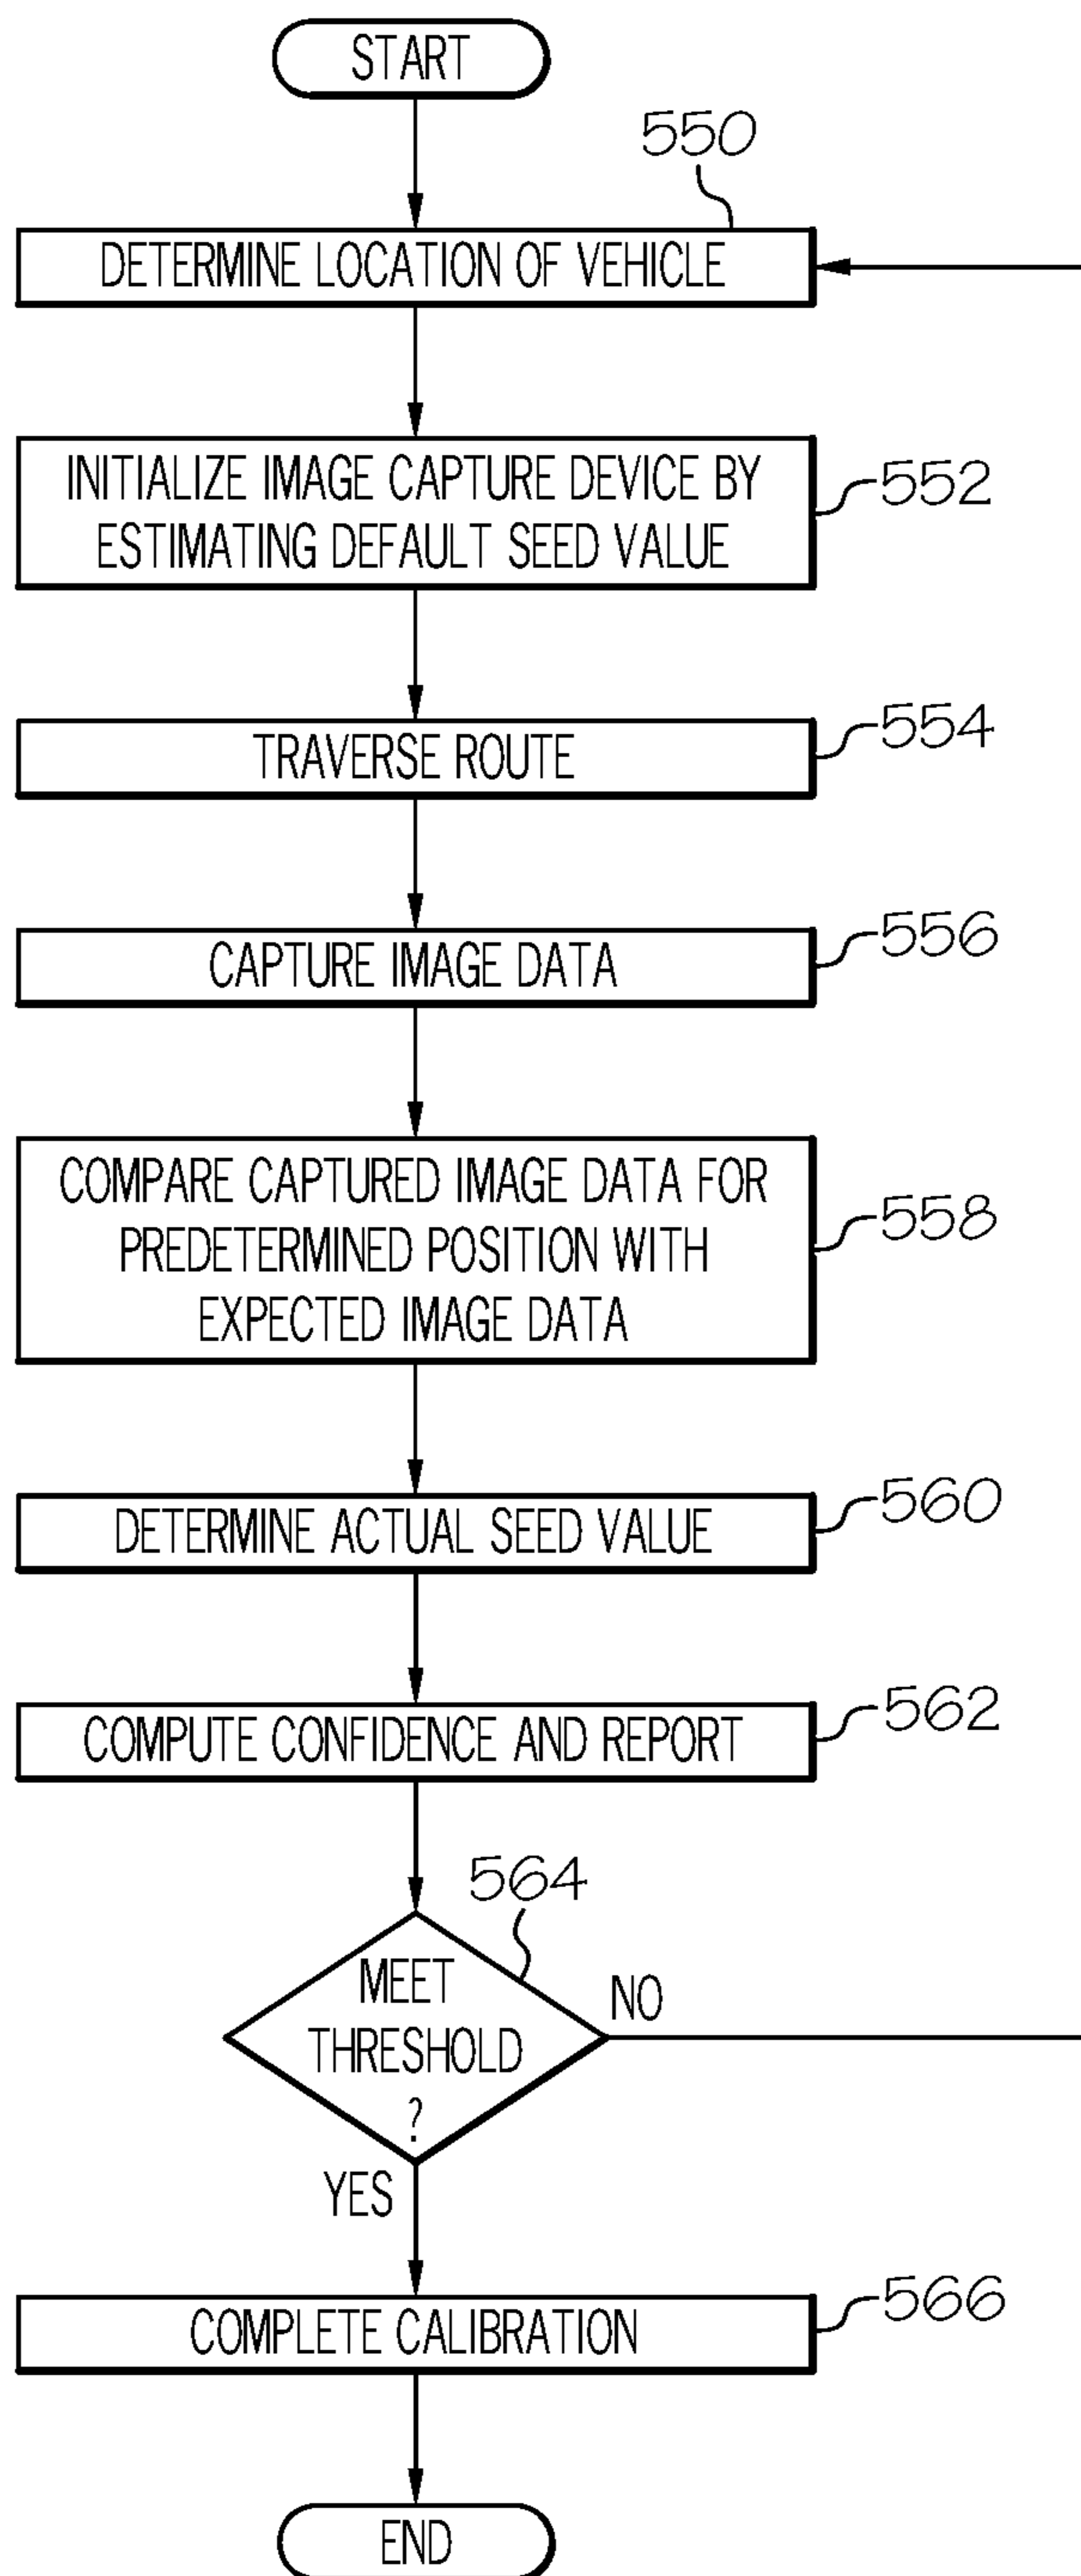 START
550
DETERMINE LOCATION OF VEHICLE
INITIALIZE IMAGE CAPTURE DEVICE BY
ESTIMATING DEFAULT SEED VALUE
552
TRAVERSE ROUTE
554
CAPTURE IMAGE DATA
556
COMPARE CAPTURED IMAGE DATA FOR
PREDETERMINED POSITION WITH
EXPECTED IMAGE DATA
558
DETERMINE ACTUAL SEED VALUE
560
COMPUTE CONFIDENCE AND REPORT
562
564
MEET
THRESHOLD
?
NO
YES
COMPLETE CALIBRATION
566
END